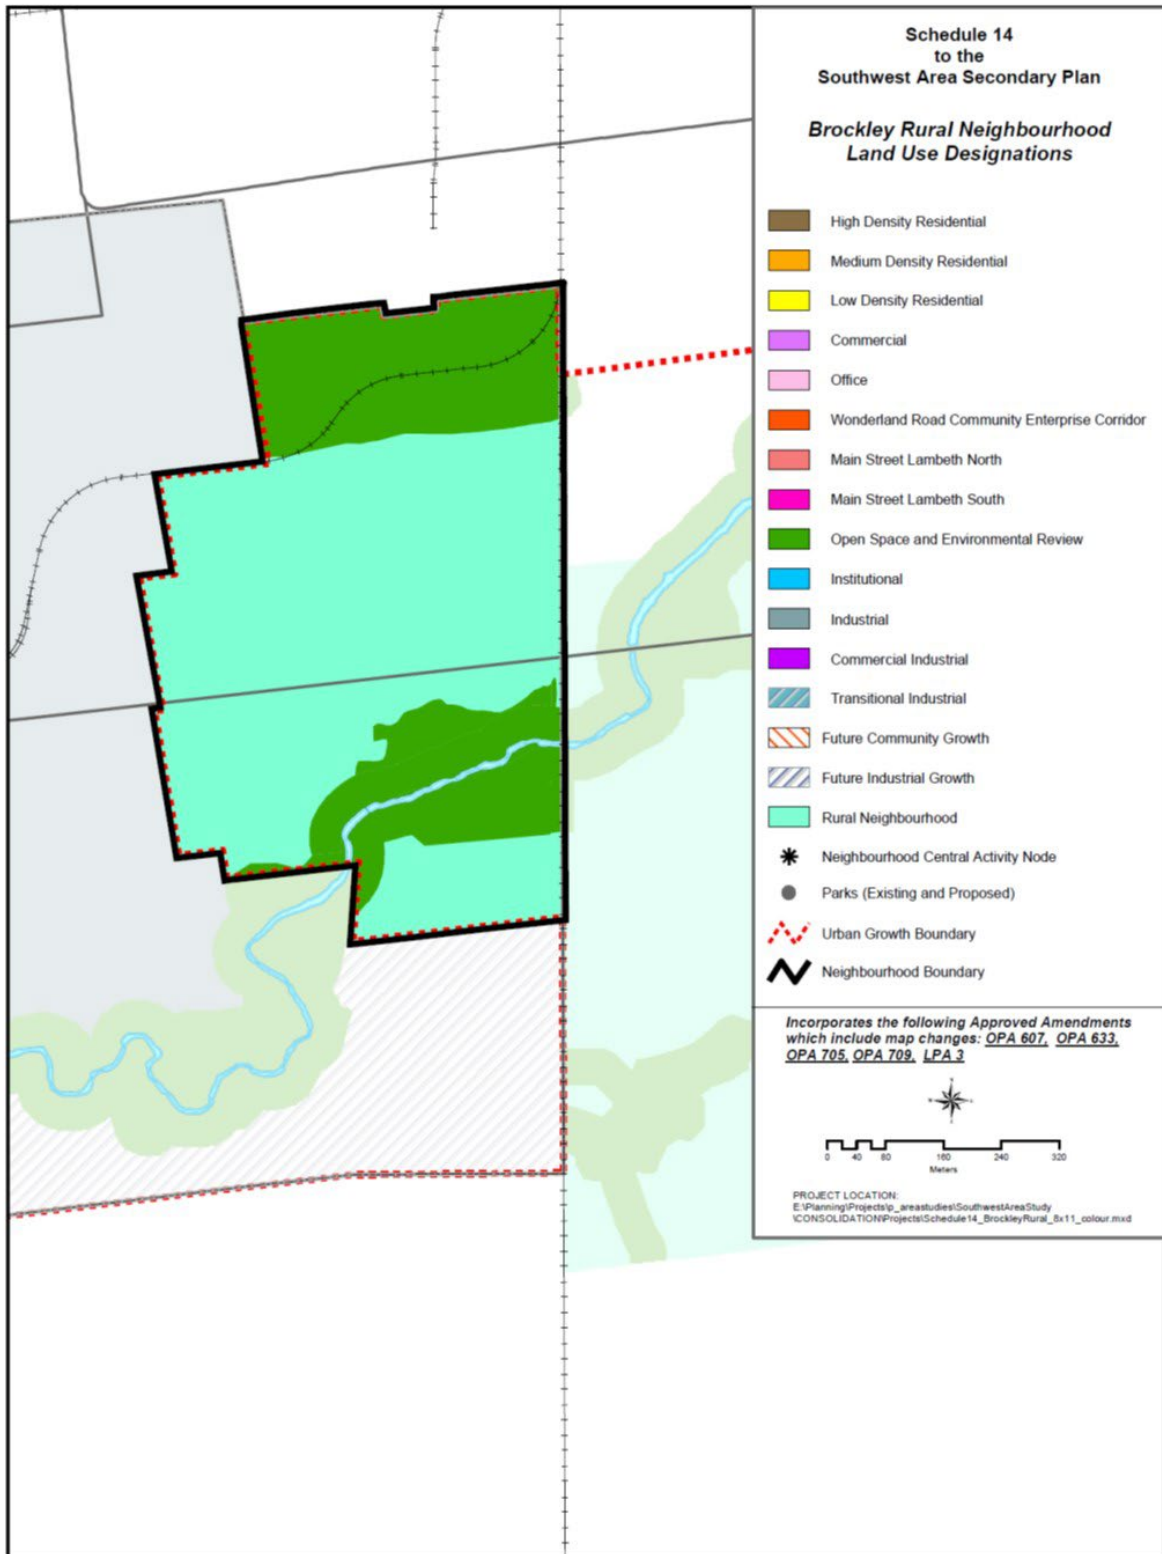 Schedule 14
to the
Southwest Area Secondary Plan
Brockley Rural Neighbourhood
Land Use Designations
High Density Residential
Medium Density Residential
Low Density Residential
Commercial
Office
Wonderland Road Community Enterprise Corridor
Main Street Lambeth North
Main Street Lambeth South
Open Space and Environmental Review
Institutional
Industrial
Commercial Industrial
Transitional Industrial
Future Community Growth
Future Industrial Growth
Rural Neighbourhood
Neighbourhood Central Activity Node
Parks (Existing and Proposed)
Urban Growth Boundary
Neighbourhood Boundary
Incorporates the following Approved Amendments
which include map changes: OPA 607, OPA 633,
OPA 705, OPA 709, LPA 3
0 40 80 160 240 320
Meters
PROJECT LOCATION:
E:\Planning\Projects\p_areastudies\SouthwestAreaStudy
\CONSOLIDATION\Projects\Schedule14_BrockleyRural_8x11_colour.mxd